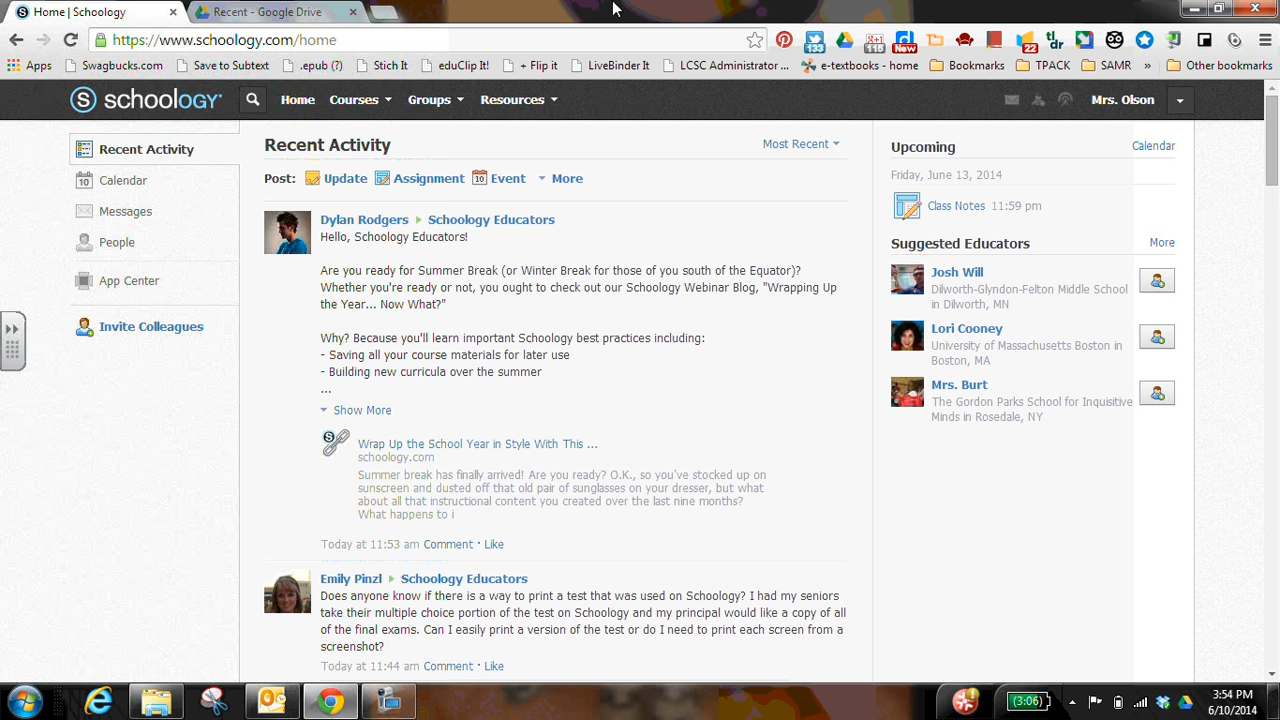 Home | Schoology
Recent - Google Drive
https://www.schoology.com/home
133
115
New
22
tl;dr
Apps
Swagbucks.com
Save to Subtext
.epub (?)
Stich It
eduClip It!
+ Flip it
LiveBinder It
LCSC Administrator ...
e-textbooks - home
Bookmarks
TPACK
SAMR
»
Other bookmarks
S schoology
Home
Courses
Groups
Resources
Mrs. Olson
Recent Activity
Calendar
Messages
People
App Center
Invite Colleagues
Recent Activity
Most Recent
Post: Update Assignment Event More
Dylan Rodgers Schoology Educators
Hello, Schoology Educators!
Are you ready for Summer Break (or Winter Break for those of you south of the Equator)?
Whether you're ready or not, you ought to check out our Schoology Webinar Blog, "Wrapping Up
the Year... Now What?"
Why? Because you'll learn important Schoology best practices including:
- Saving all your course materials for later use
- Building new curricula over the summer
...
Show More
Wrap Up the School Year in Style With This ...
schoology.com
Summer break has finally arrived! Are you ready? O.K., so you've stocked up on
sunscreen and dusted off that old pair of sunglasses on your dresser, but what
about all that instructional content you created over the last nine months?
What happens to i
Today at 11:53 am Comment · Like
Emily Pinzl Schoology Educators
Does anyone know if there is a way to print a test that was used on Schoology? I had my seniors
take their multiple choice portion of the test on Schoology and my principal would like a copy of all
of the final exams. Can I easily print a version of the test or do I need to print each screen from a
screenshot?
Today at 11:44 am Comment · Like
Upcoming
Calendar
Friday, June 13, 2014
Class Notes 11:59 pm
Suggested Educators
More
Josh Will
Dilworth-Glyndon-Felton Middle School
in Dilworth, MN
Lori Cooney
University of Massachusetts Boston in
Boston, MA
Mrs. Burt
The Gordon Parks School for Inquisitive
Minds in Rosedale, NY
(3:06)
3:54 PM
6/10/2014